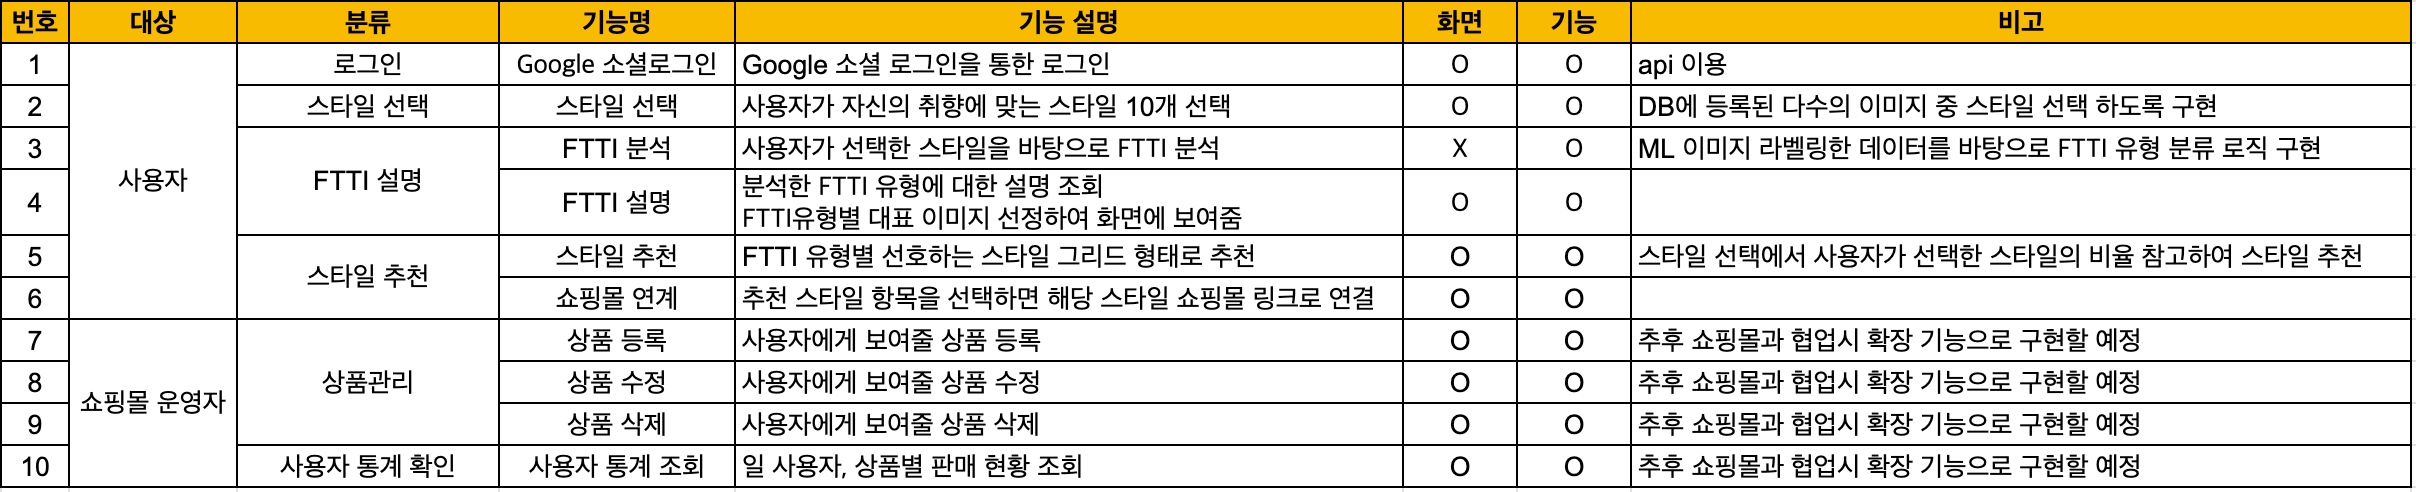 번호 대상 분류 기능명 기능 설명 화면 기능 비고
1 사용자 로그인 Google 소셜로그인 Google 소셜 로그인을 통한 로그인 O O api 이용
2 스타일 선택 스타일 선택 사용자가 자신의 취향에 맞는 스타일 10개 선택 O O DB에 등록된 다수의 이미지 중 스타일 선택 하도록 구현
3 FTTI 설명 FTTI 분석 사용자가 선택한 스타일을 바탕으로 FTTI 분석 X O ML 이미지 라벨링한 데이터를 바탕으로 FTTI 유형 분류 로직 구현
4 FTTI 설명 분석한 FTTI 유형에 대한 설명 조회
FTTI유형별 대표 이미지 선정하여 화면에 보여줌 O O
5 스타일 추천 스타일 추천 FTTI 유형별 선호하는 스타일 그리드 형태로 추천 O O 스타일 선택에서 사용자가 선택한 스타일의 비율 참고하여 스타일 추천
6 쇼핑몰 연계 추천 스타일 항목을 선택하면 해당 스타일 쇼핑몰 링크로 연결 O O
7 쇼핑몰 운영자 상품관리 상품 등록 사용자에게 보여줄 상품 등록 O O 추후 쇼핑몰과 협업시 확장 기능으로 구현할 예정
8 상품 수정 사용자에게 보여줄 상품 수정 O O 추후 쇼핑몰과 협업시 확장 기능으로 구현할 예정
9 상품 삭제 사용자에게 보여줄 상품 삭제 O O 추후 쇼핑몰과 협업시 확장 기능으로 구현할 예정
10 사용자 통계 확인 사용자 통계 조회 일 사용자, 상품별 판매 현황 조회 O O 추후 쇼핑몰과 협업시 확장 기능으로 구현할 예정